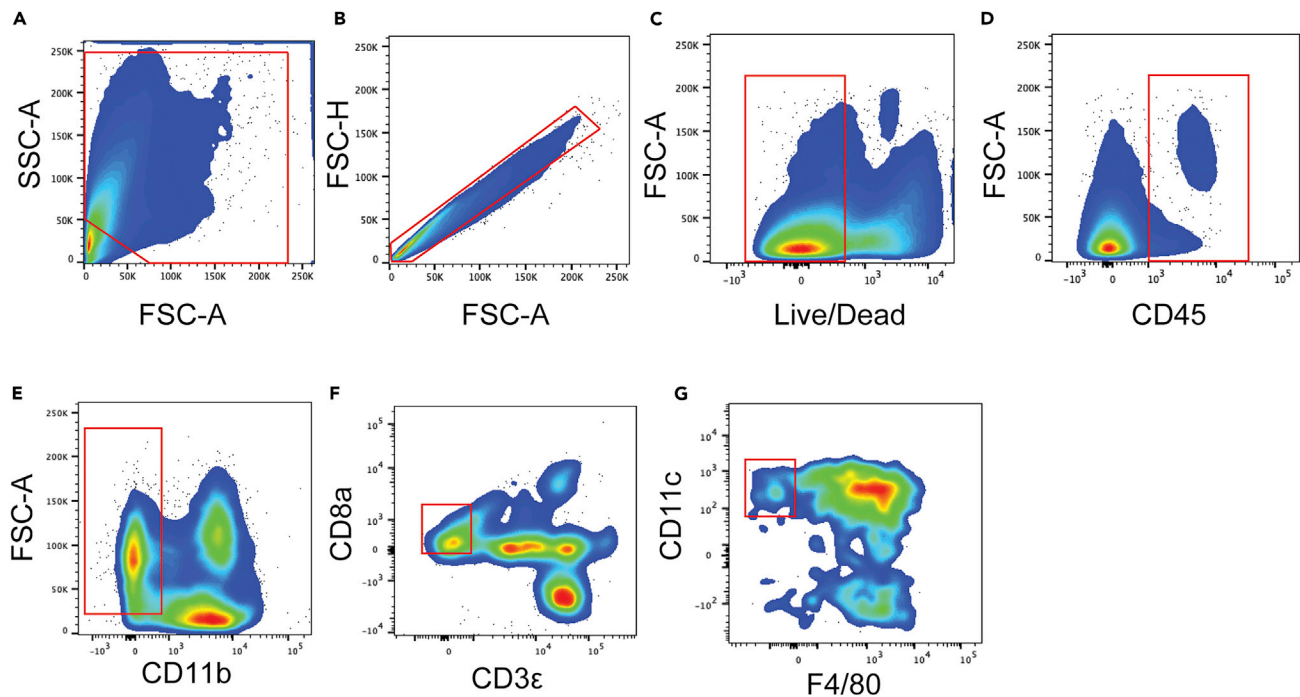 A
SSC-A
250K
200K
150K
100K
50K
0
0
50K
100K
150K
200K
250K
FSC-A
B
FSC-H
250K
200K
150K
100K
50K
0
0
50K
100K
150K
200K
250K
FSC-A
C
FSC-A
250K
200K
150K
100K
50K
0
-10³
0
10³
10⁴
Live/Dead
D
FSC-A
250K
200K
150K
100K
50K
0
-10³
0
10³
10⁴
10⁵
CD45
E
FSC-A
250K
200K
150K
100K
50K
0
-10³
0
10³
10⁴
10⁵
CD11b
F
CD8a
10⁵
10⁴
10³
0
-10³
-10⁴
0
10³
10⁴
10⁵
CD3ε
G
CD11c
10⁴
10³
10²
0
-10²
0
10³
10⁴
10⁵
F4/80